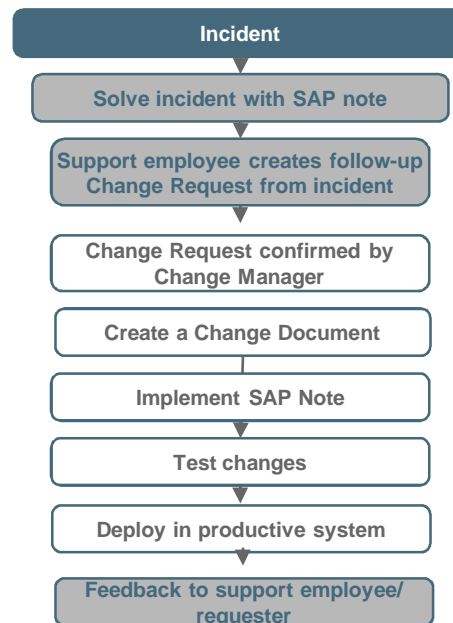 Incident
Solve incident with SAP note
Support employee creates follow-up
Change Request from incident
Change Request confirmed by
Change Manager
Create a Change Document
Implement SAP Note
Test changes
Deploy in productive system
Feedback to support employee/
requester